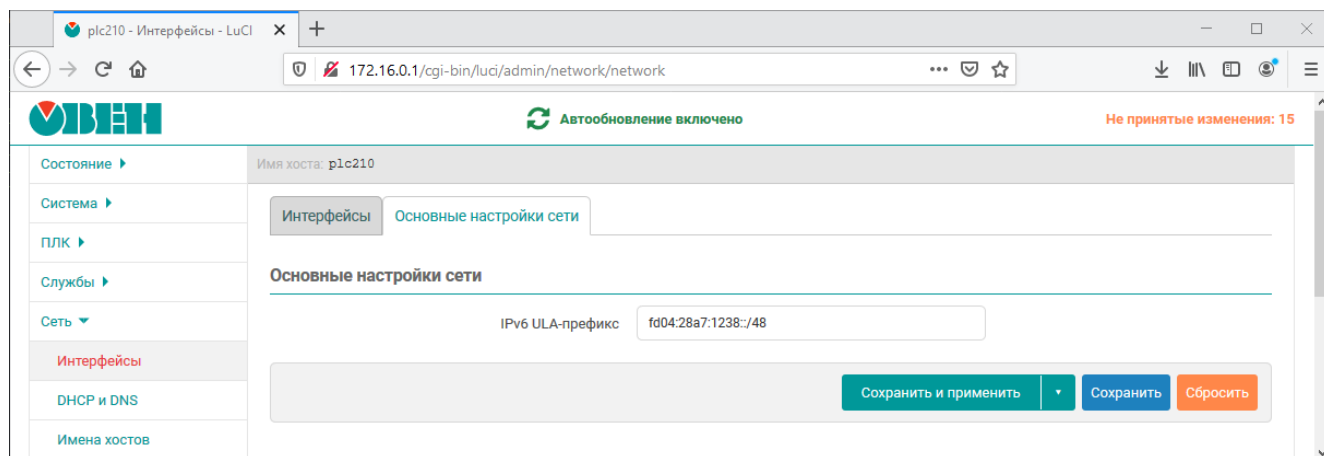 plc210 - Интерфейсы - LuCI
172.16.0.1/cgi-bin/luci/admin/network/network
ОВЕН
Автообновление включено
Не принятые изменения: 15
Состояние
Имя хоста: plc210
Система
Интерфейсы
Основные настройки сети
ПЛК
Службы
Основные настройки сети
Сеть
IPv6 ULA-префикс
fd04:28a7:1238::/48
Интерфейсы
DHCP и DNS
Сохранить и применить
Сохранить
Сбросить
Имена хостов